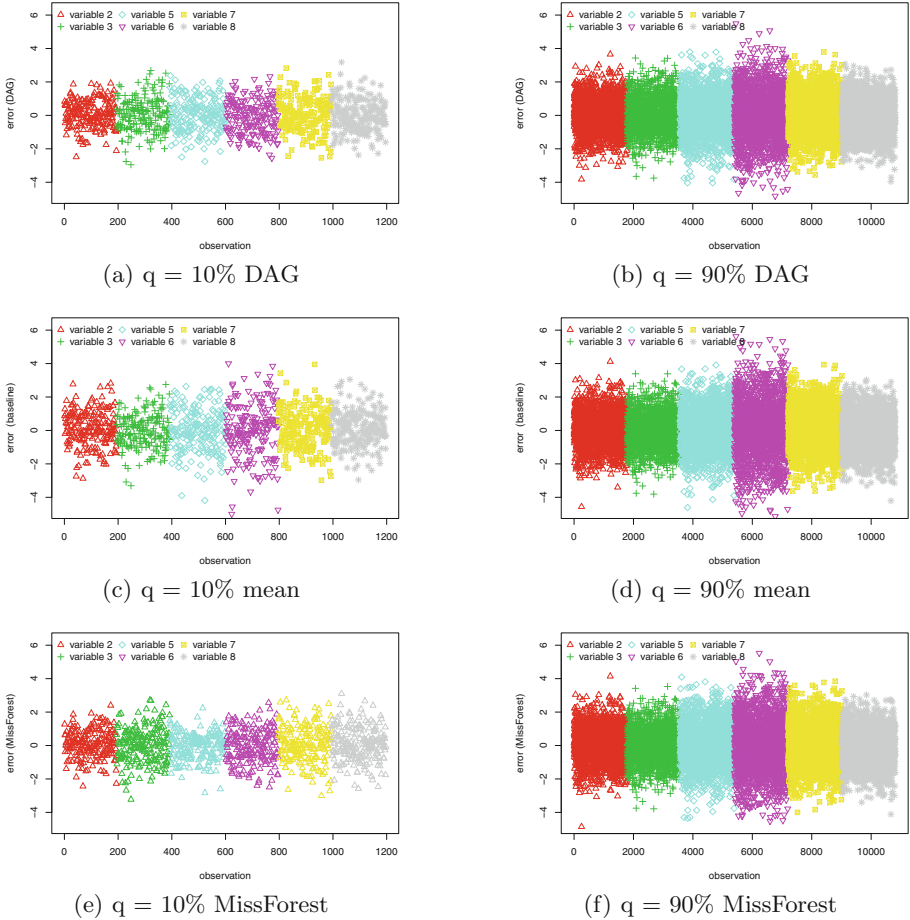 variable 2 variable 5 variable 7
variable 3 variable 6 variable 8
error (DAG)
6
4
2
0
−2
−4
0 200 400 600 800 1000 1200
observation
(a) q = 10% DAG
variable 2 variable 5 variable 7
variable 3 variable 6 variable 8
error (DAG)
6
4
2
0
−2
−4
0 2000 4000 6000 8000 10000
observation
(b) q = 90% DAG
variable 2 variable 5 variable 7
variable 3 variable 6 variable 8
error (baseline)
6
4
2
0
−2
−4
0 200 400 600 800 1000 1200
observation
(c) q = 10% mean
variable 2 variable 5 variable 7
variable 3 variable 6 variable 8
error (baseline)
6
4
2
0
−2
−4
0 2000 4000 6000 8000 10000
observation
(d) q = 90% mean
variable 2 variable 5 variable 7
variable 3 variable 6 variable 8
error (MissForest)
6
4
2
0
−2
−4
0 200 400 600 800 1000 1200
observation
(e) q = 10% MissForest
variable 2 variable 5 variable 7
variable 3 variable 6 variable 8
error (MissForest)
6
4
2
0
−2
−4
0 2000 4000 6000 8000 10000
observation
(f) q = 90% MissForest